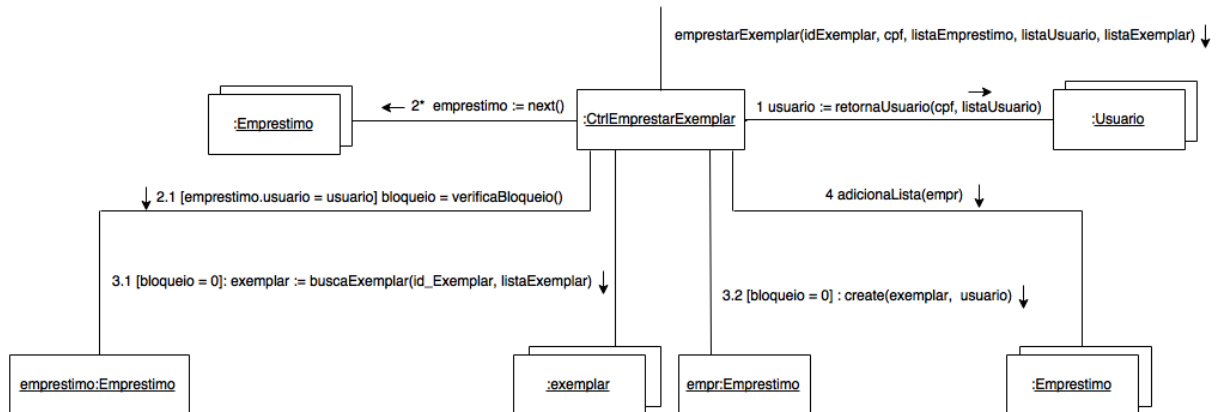 emprestarExemplar(idExemplar, cpf, listaEmprestimo, listaUsuario, listaExemplar)
2* emprestimo := next()
1 usuario := retornaUsuario(cpf, listaUsuario)
:Emprestimo
:CtrlEmprestarExemplar
:Usuario
2.1 [emprestimo.usuario = usuario] bloqueio = verificaBloqueio()
4 adicionaLista(empr)
3.1 [bloqueio = 0]: exemplar := buscaExemplar(id_Exemplar, listaExemplar)
3.2 [bloqueio = 0] : create(exemplar, usuario)
emprestimo:Emprestimo
:exemplar
empr:Emprestimo
:Emprestimo